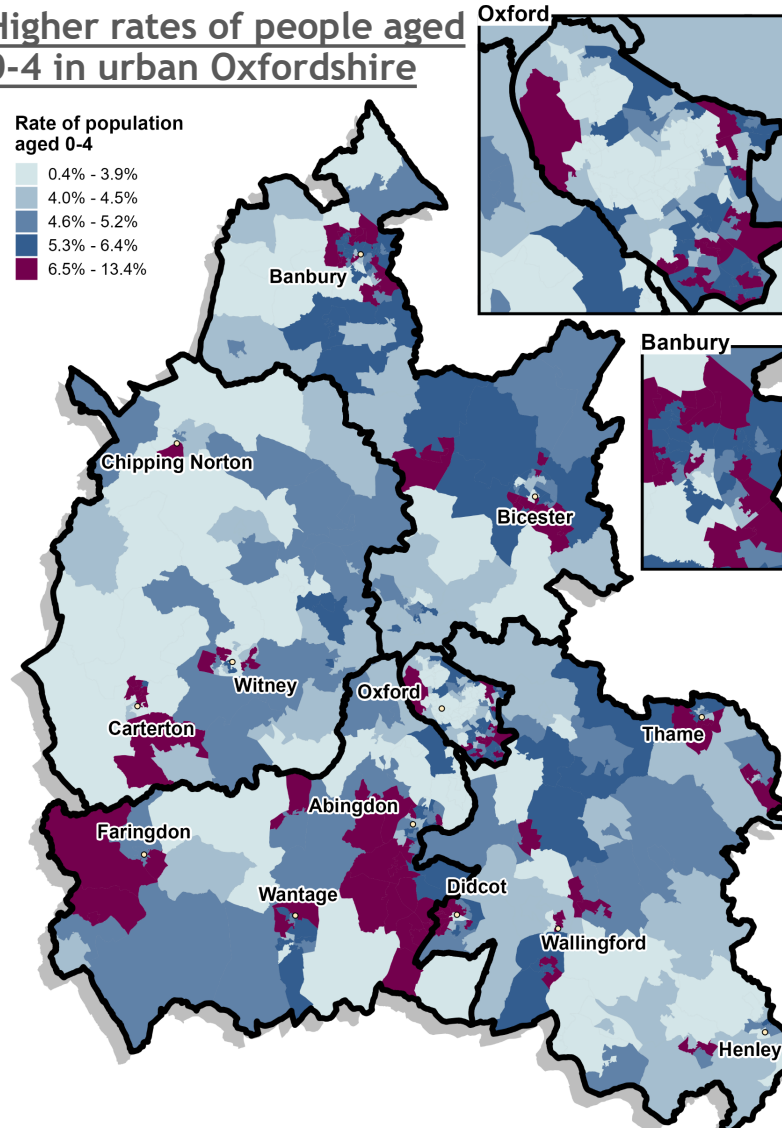 Higher rates of people aged
0-4 in urban Oxfordshire
Oxford
Rate of population
aged 0-4
0.4% - 3.9%
4.0% - 4.5%
4.6% - 5.2%
5.3% - 6.4%
6.5% - 13.4%
Banbury
Banbury
Chipping Norton
Bicester
Witney
Oxford
Carterton
Thame
Abingdon
Faringdon
Wantage
Didcot
Wallingford
Henley